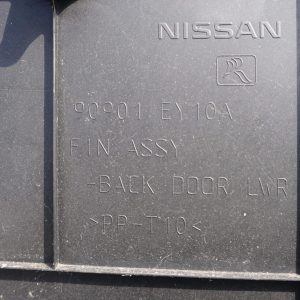 NISSAN
R
90901 EY10A
FIN ASSY
-BACK DOOR LWR
>PP-T10<